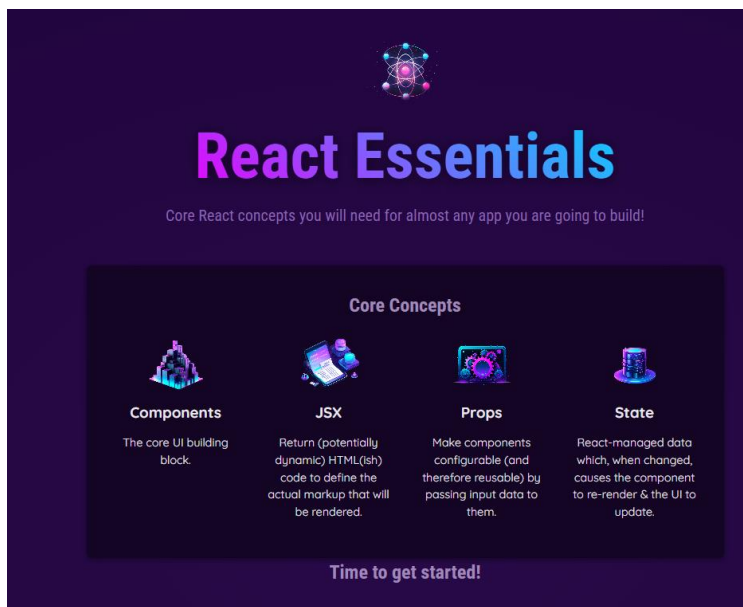 React Essentials
Core React concepts you will need for almost any app you are going to build!
Core Concepts
Components
The core UI building
block.
JSX
Return (potentially
dynamic) HTML(ish)
code to define the
actual markup that will
be rendered.
Props
Make components
configurable (and
therefore reusable) by
passing input data to
them.
State
React-managed data
which, when changed,
causes the component
to re-render & the UI to
update.
Time to get started!